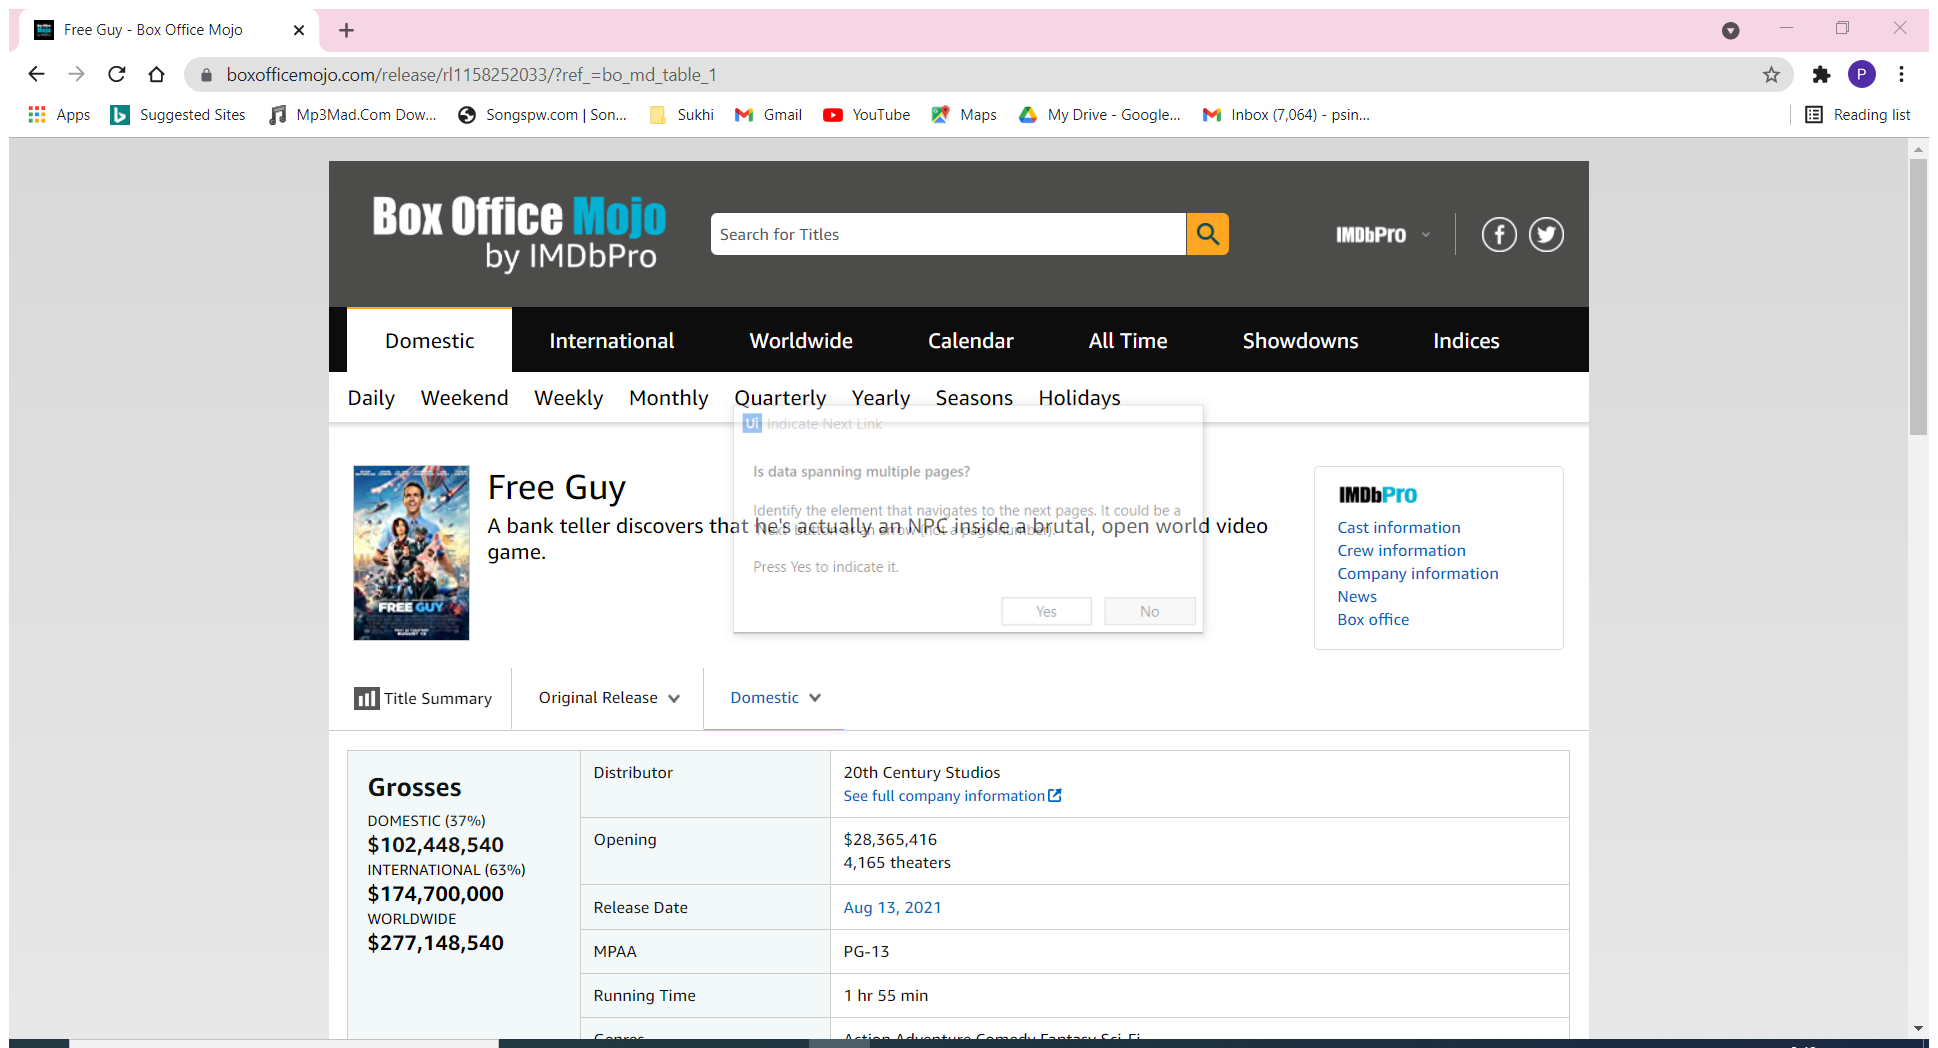 Free Guy - Box Office Mojo
boxofficemojo.com/release/rl1158252033/?ref_=bo_md_table_1
P
Apps Suggested Sites Mp3Mad.Com Dow... Songspw.com | Son... Sukhi Gmail YouTube Maps My Drive - Google... Inbox (7,064) - psin... Reading list
Box Office Mojo
by IMDbPro
Search for Titles
IMDbPro
Domestic International Worldwide Calendar All Time Showdowns Indices
Daily Weekend Weekly Monthly Quarterly Yearly Seasons Holidays
Ui Indicate Next Link
Is data spanning multiple pages?
Identify the element that navigates to the next pages. It could be a
'Next' button or an arrow (not a page number).
Press Yes to indicate it.
Yes No
Free Guy
A bank teller discovers that he's actually an NPC inside a brutal, open world video
game.
FREE GUY
AUGUST 13
IMDbPro
Cast information
Crew information
Company information
News
Box office
Title Summary Original Release Domestic
Grosses
DOMESTIC (37%)
$102,448,540
INTERNATIONAL (63%)
$174,700,000
WORLDWIDE
$277,148,540
Distributor 20th Century Studios
See full company information
Opening $28,365,416
4,165 theaters
Release Date Aug 13, 2021
MPAA PG-13
Running Time 1 hr 55 min
Genres Action Adventure Comedy Fantasy Sci-Fi